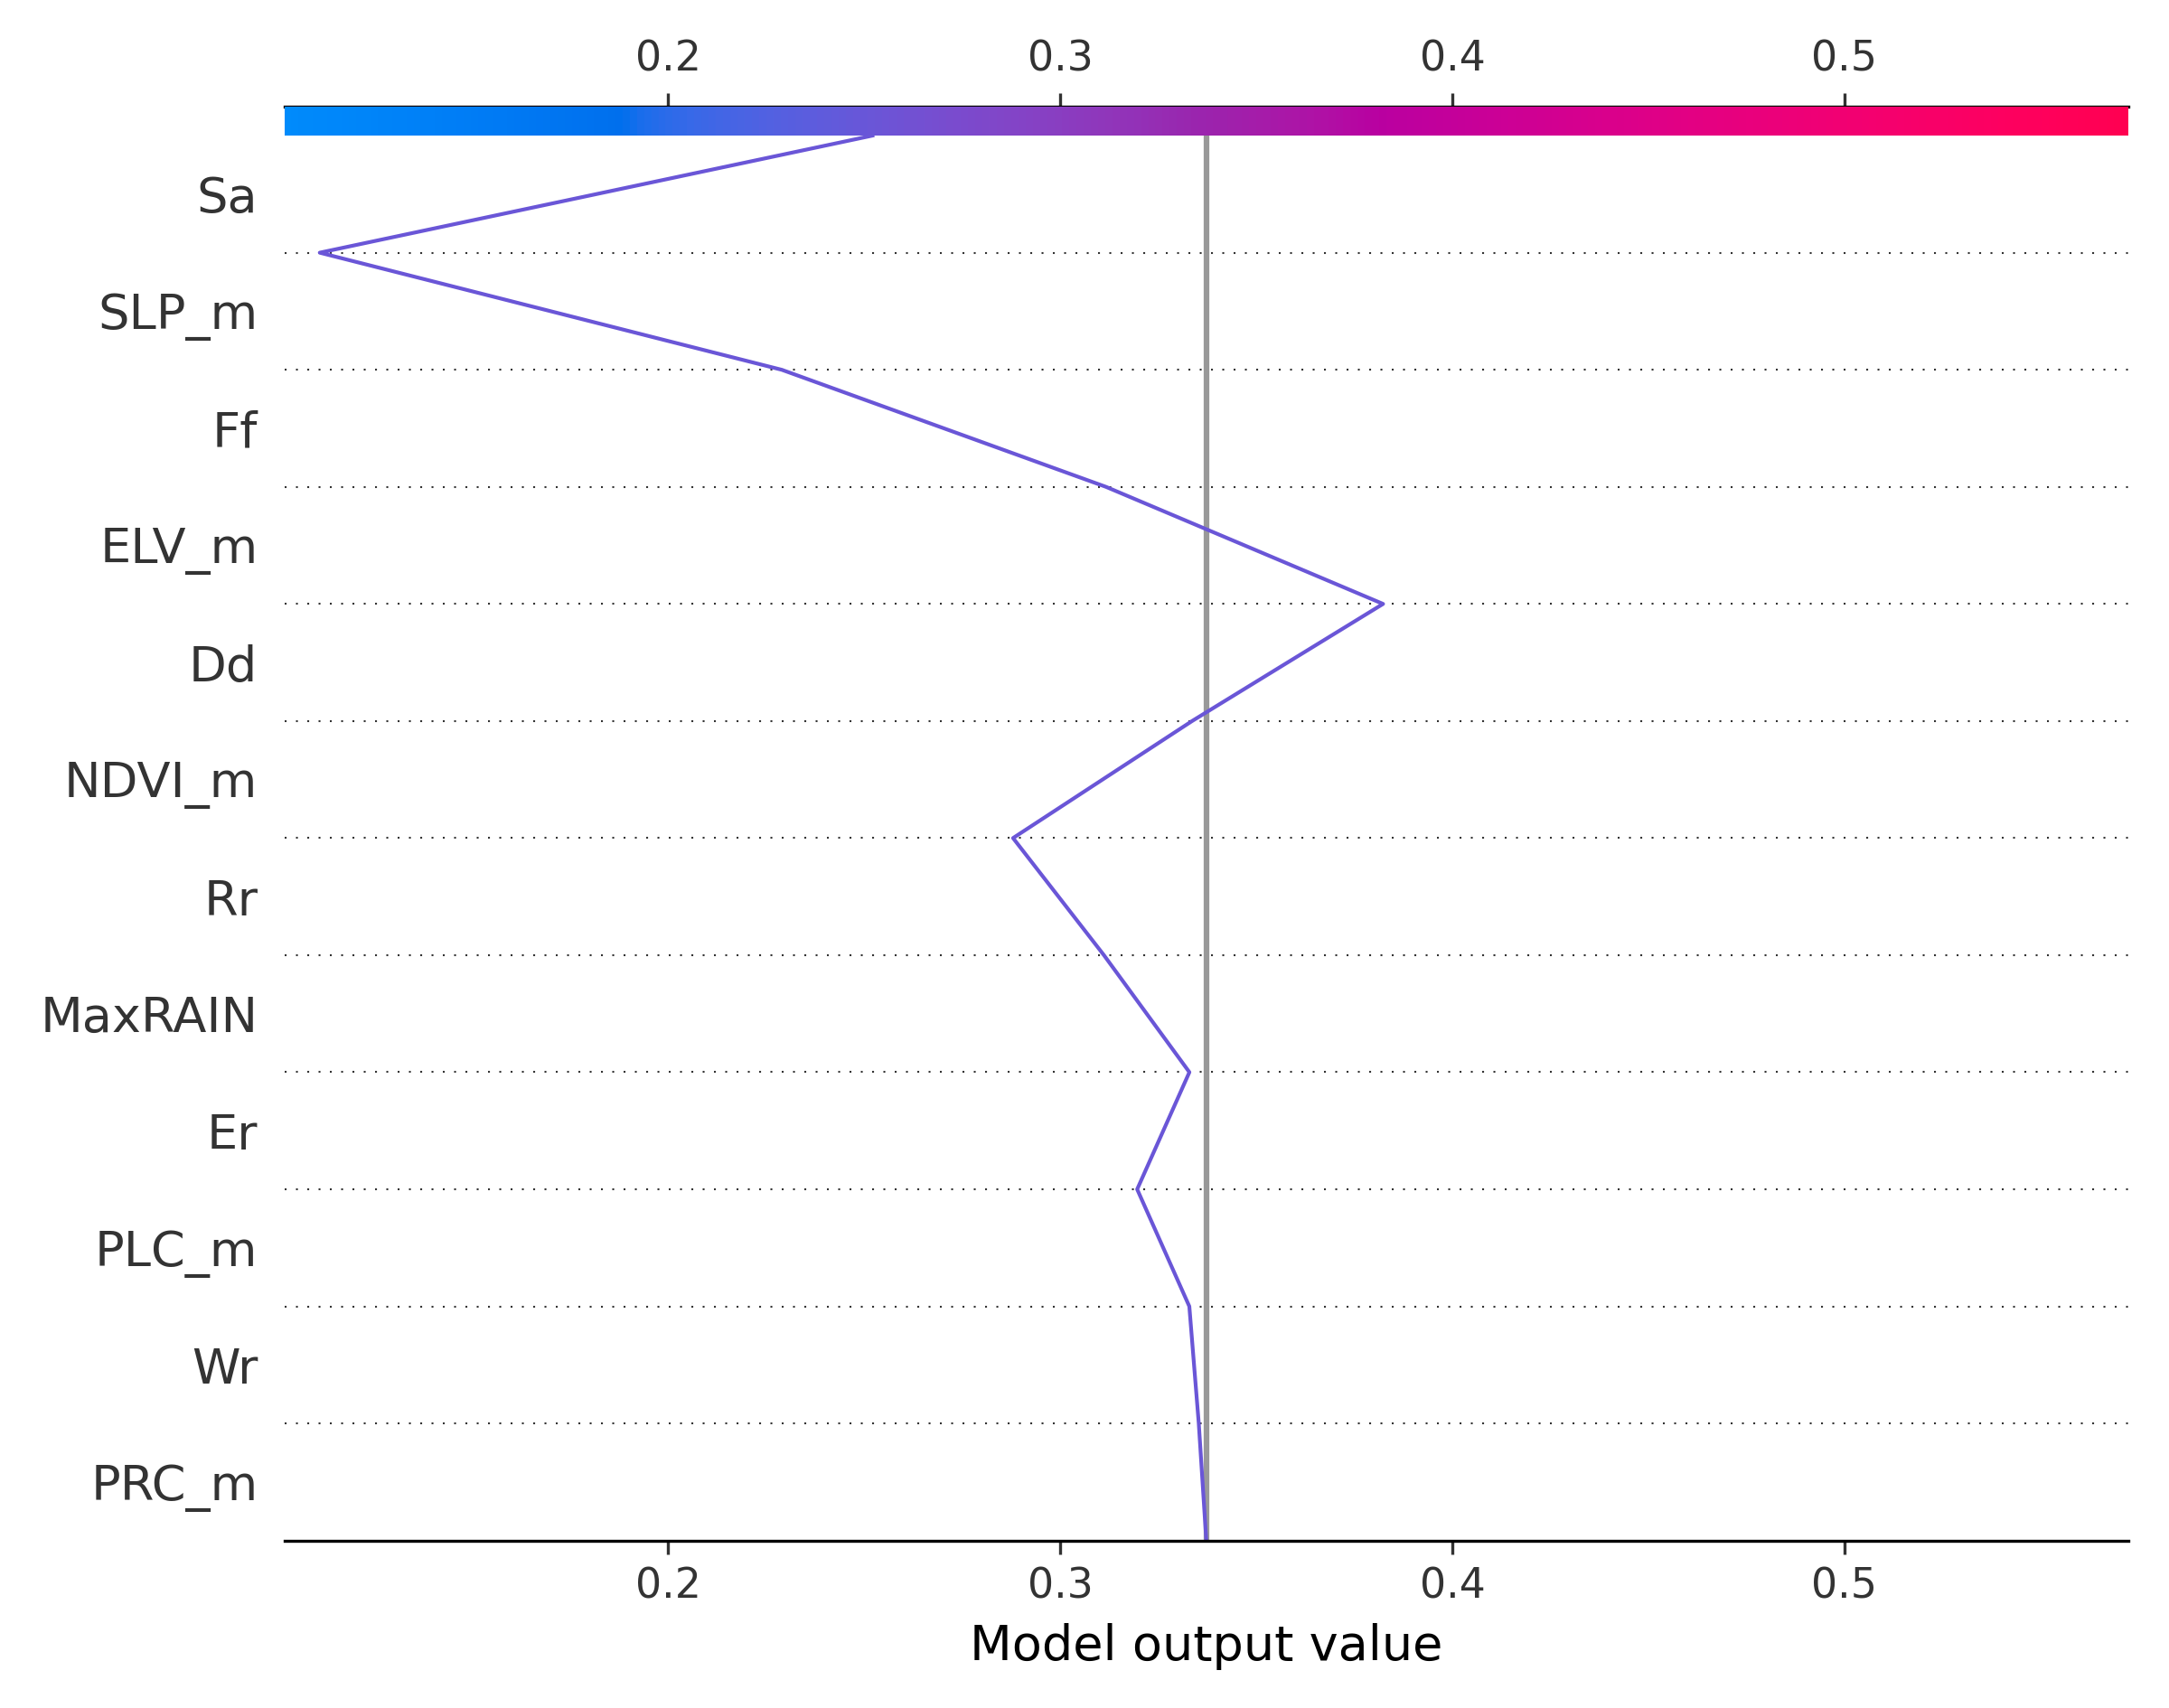 0.2 0.3 0.4 0.5
Sa
SLP_m
Ff
ELV_m
Dd
NDVI_m
Rr
MaxRAIN
Er
PLC_m
Wr
PRC_m
0.2 0.3 0.4 0.5
Model output value